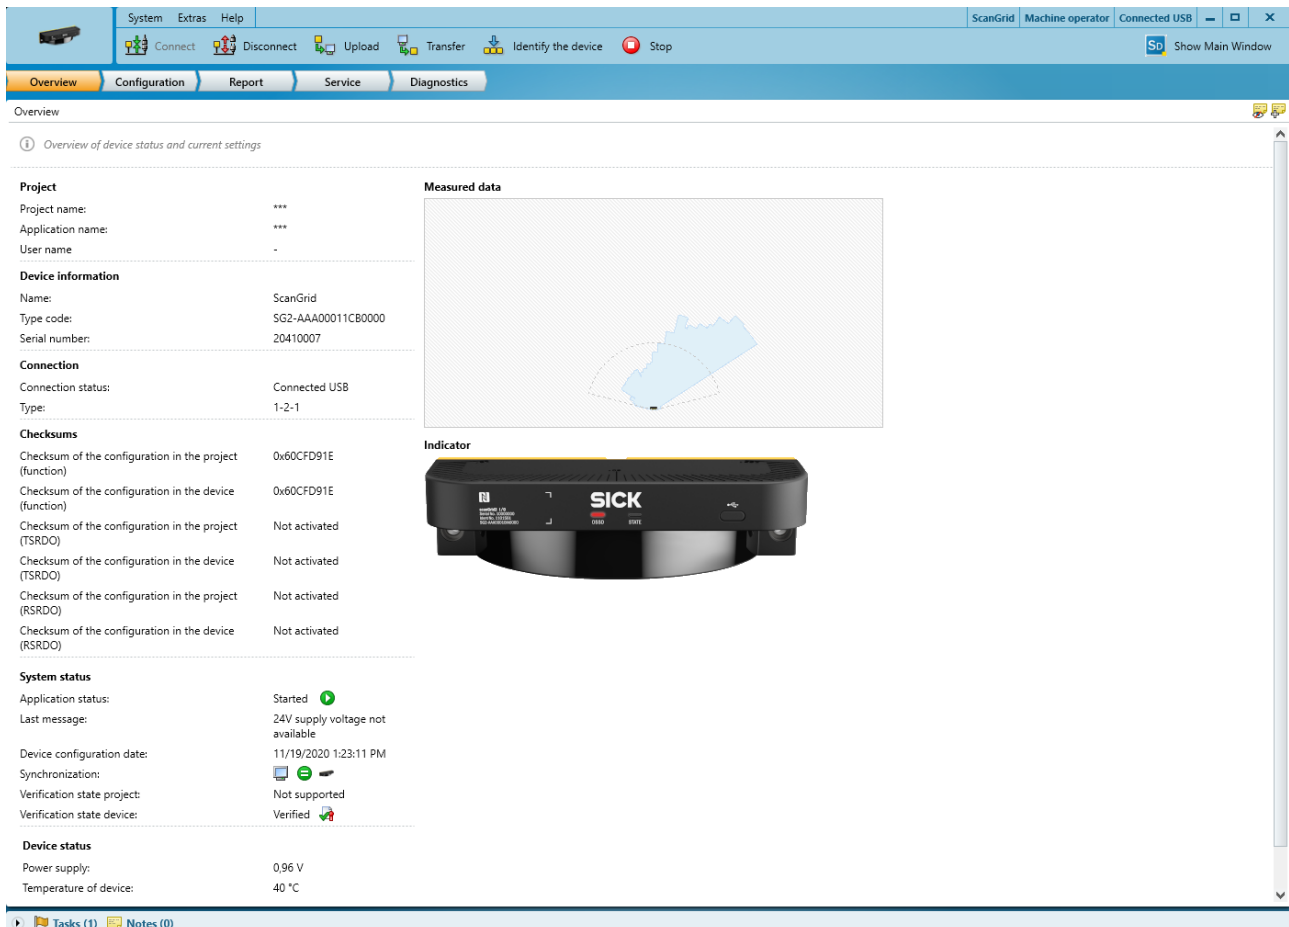 System Extras Help
ScanGrid Machine operator Connected USB
Connect Disconnect Upload Transfer Identify the device Stop
SD Show Main Window
Overview Configuration Report Service Diagnostics
Overview
Overview of device status and current settings
Project
Project name: ***
Application name: ***
User name -
Device information
Name: ScanGrid
Type code: SG2-AAA00011CB0000
Serial number: 20410007
Connection
Connection status: Connected USB
Type: 1-2-1
Checksums
Checksum of the configuration in the project 0x60CFD91E
(function)
Checksum of the configuration in the device 0x60CFD91E
(function)
Checksum of the configuration in the project Not activated
(TSRDO)
Checksum of the configuration in the device Not activated
(TSRDO)
Checksum of the configuration in the project Not activated
(RSRDO)
Checksum of the configuration in the device Not activated
(RSRDO)
System status
Application status: Started
Last message: 24V supply voltage not
available
Device configuration date: 11/19/2020 1:23:11 PM
Synchronization:
Verification state project: Not supported
Verification state device: Verified
Device status
Power supply: 0,96 V
Temperature of device: 40 °C
Measured data
Indicator
SICK
OSSD STATE
Tasks (1) Notes (0)